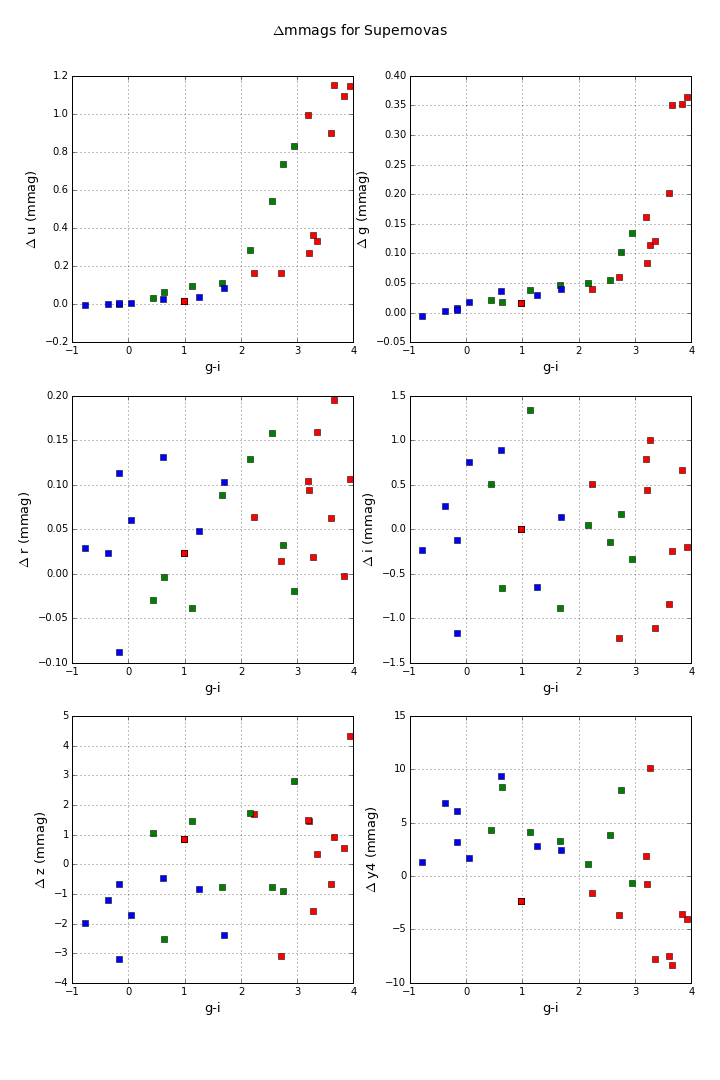 Δmmags for Supernovas
1.2
1.0
0.8
0.6
0.4
0.2
0.0
−0.2
Δ u (mmag)
−1 0 1 2 3 4
g-i
0.40
0.35
0.30
0.25
0.20
0.15
0.10
0.05
0.00
−0.05
Δ g (mmag)
−1 0 1 2 3 4
g-i
0.20
0.15
0.10
0.05
0.00
−0.05
−0.10
Δ r (mmag)
−1 0 1 2 3 4
g-i
1.5
1.0
0.5
0.0
−0.5
−1.0
−1.5
Δ i (mmag)
−1 0 1 2 3 4
g-i
5
4
3
2
1
0
−1
−2
−3
−4
Δ z (mmag)
−1 0 1 2 3 4
g-i
15
10
5
0
−5
−10
Δ y4 (mmag)
−1 0 1 2 3 4
g-i